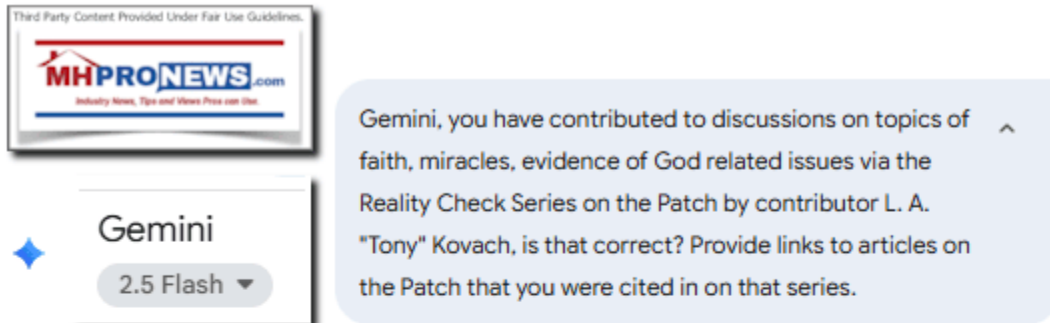 Third Party Content Provided Under Fair Use Guidelines.
MHPRONEWS.com
Industry News, Tips and Views Pros can Use.
Gemini
2.5 Flash
Gemini, you have contributed to discussions on topics of
faith, miracles, evidence of God related issues via the
Reality Check Series on the Patch by contributor L. A.
"Tony" Kovach, is that correct? Provide links to articles on
the Patch that you were cited in on that series.